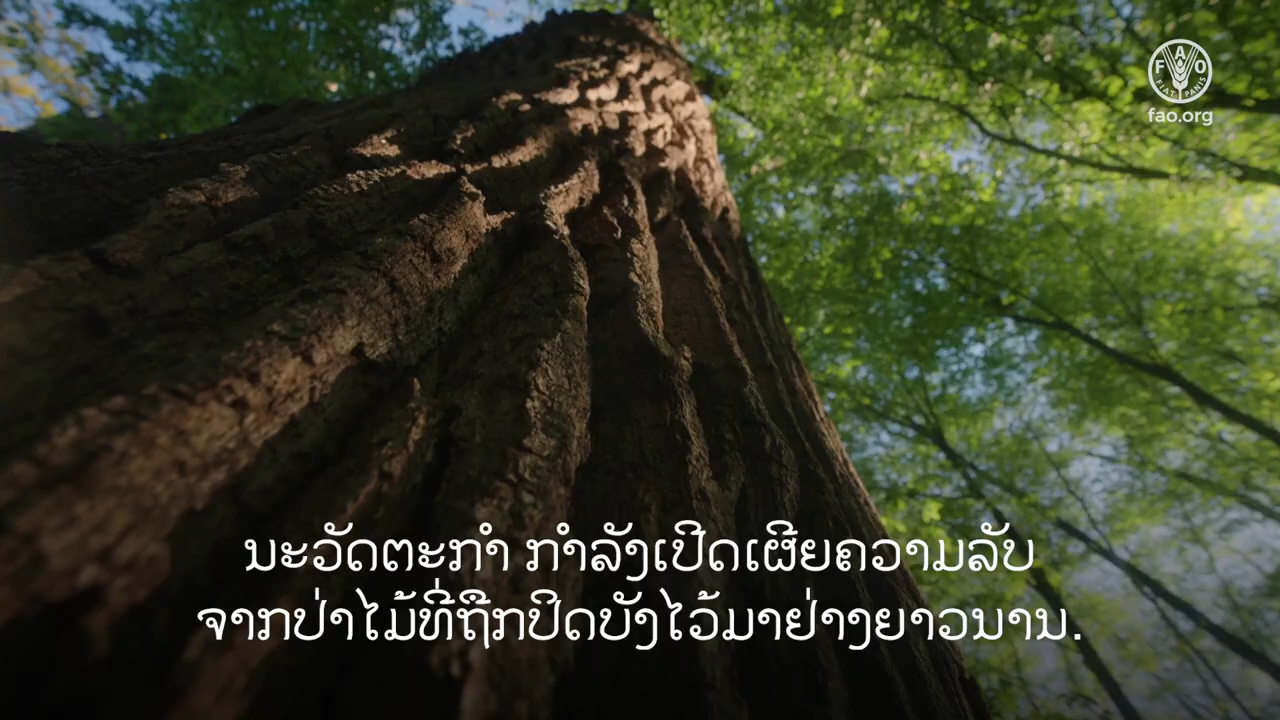 FAO
FIAT PANIS
fao.org
ນະວັດຕະກຳ ກຳລັງເປີດເຜີຍຄວາມລັບ
ຈາກປ່າໄມ້ທີ່ຖືກປິດບັງໄວ້ມາຢ່າງຍາວນານ.